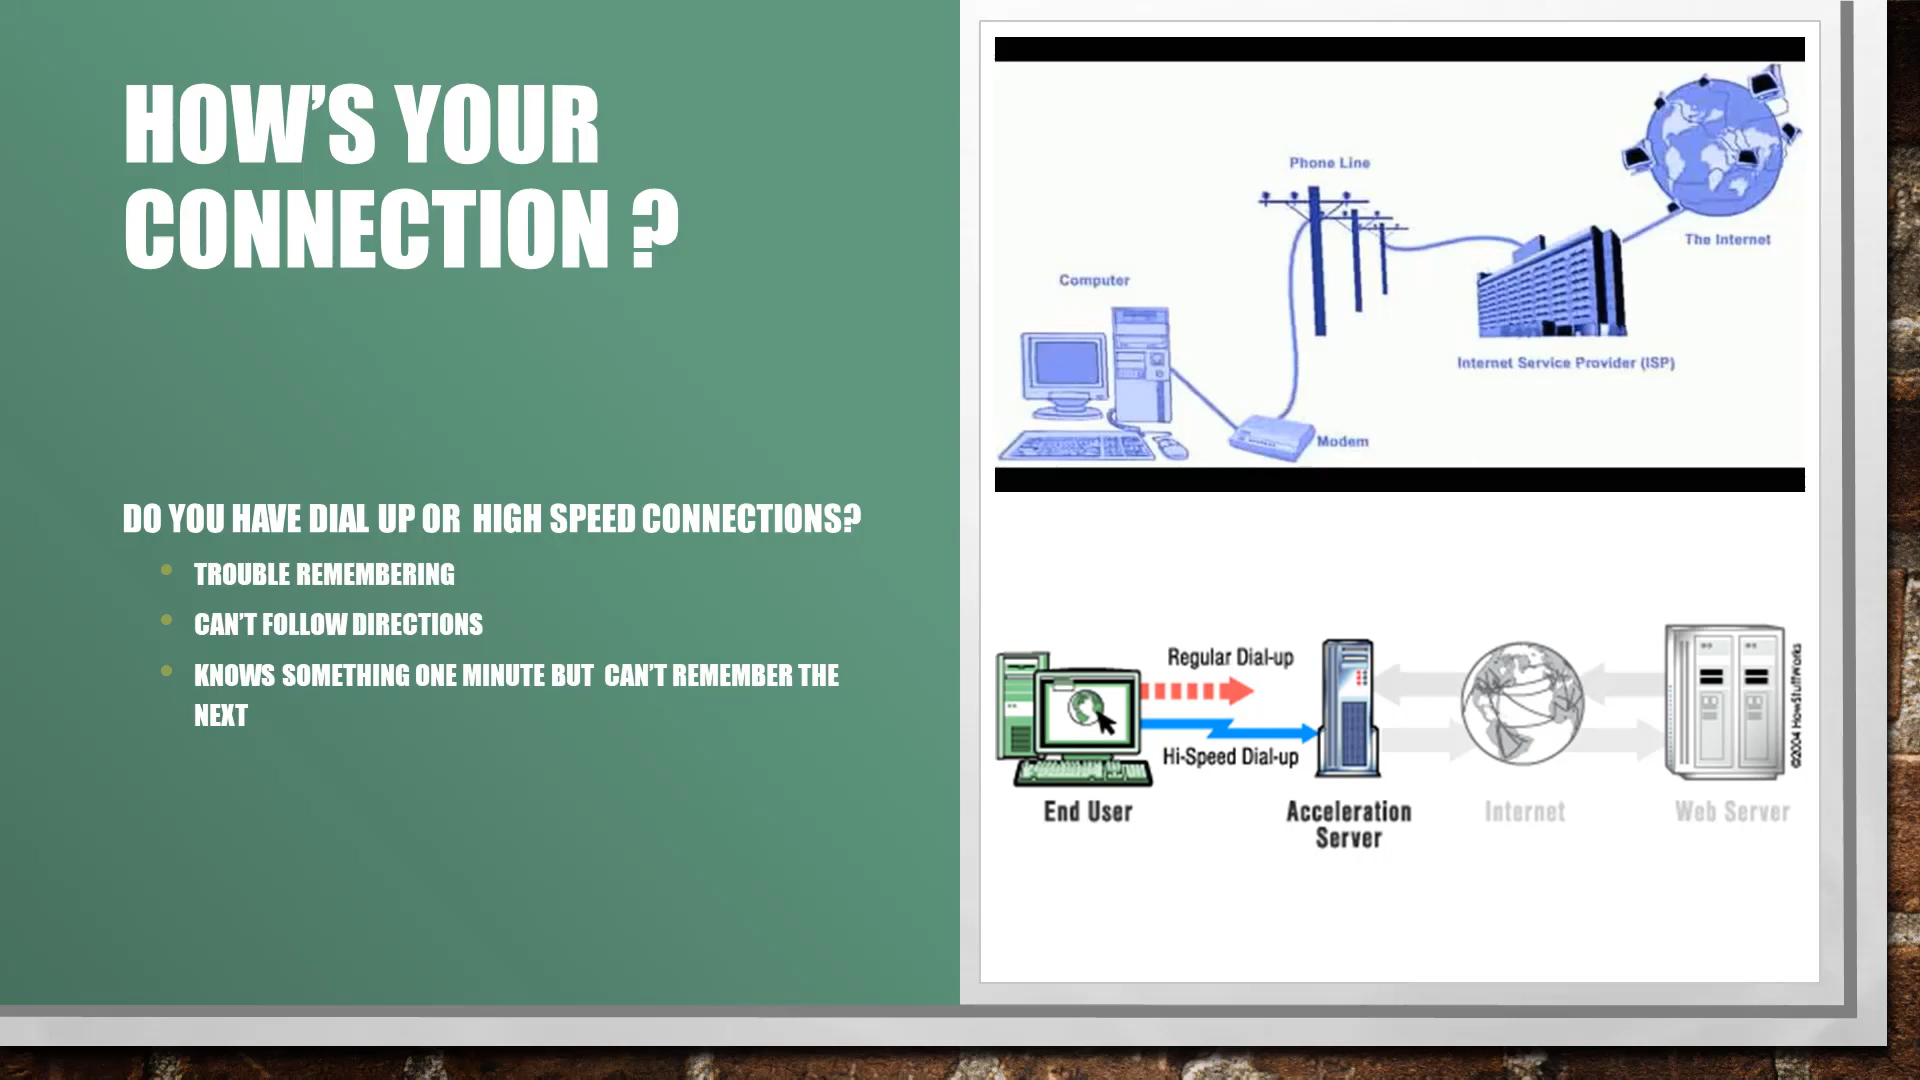 HOW'S YOUR
CONNECTION ?
DO YOU HAVE DIAL UP OR HIGH SPEED CONNECTIONS?
• TROUBLE REMEMBERING
• CAN'T FOLLOW DIRECTIONS
• KNOWS SOMETHING ONE MINUTE BUT CAN'T REMEMBER THE
NEXT
Phone Line
The Internet
Computer
Internet Service Provider (ISP)
Modem
Regular Dial-up
Hi-Speed Dial-up
End User
Acceleration
Server
Internet
Web Server
©2004 HowStuffWorks